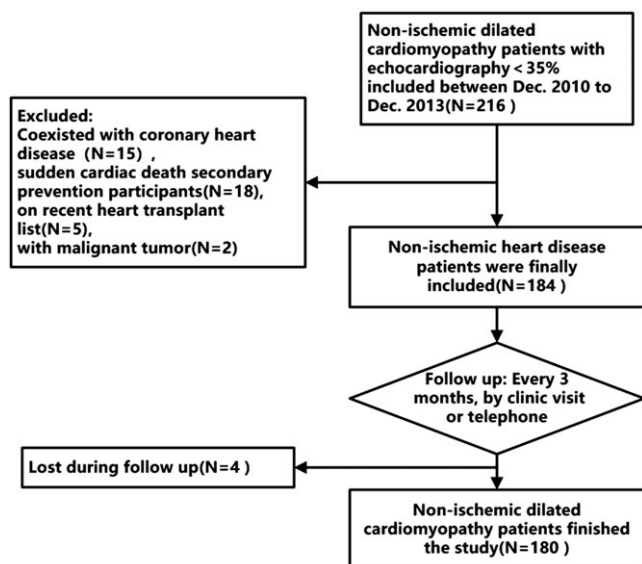 Non-ischemic dilated
cardiomyopathy patients with
echocardiography < 35%
included between Dec. 2010 to
Dec. 2013(N=216 )
Excluded:
Coexisted with coronary heart
disease (N=15) ,
sudden cardiac death secondary
prevention participants(N=18),
on recent heart transplant
list(N=5),
with malignant tumor(N=2)
Non-ischemic heart disease
patients were finally
included(N=184 )
Follow up: Every 3
months, by clinic visit
or telephone
Lost during follow up(N=4 )
Non-ischemic dilated
cardiomyopathy patients finished
the study(N=180 )